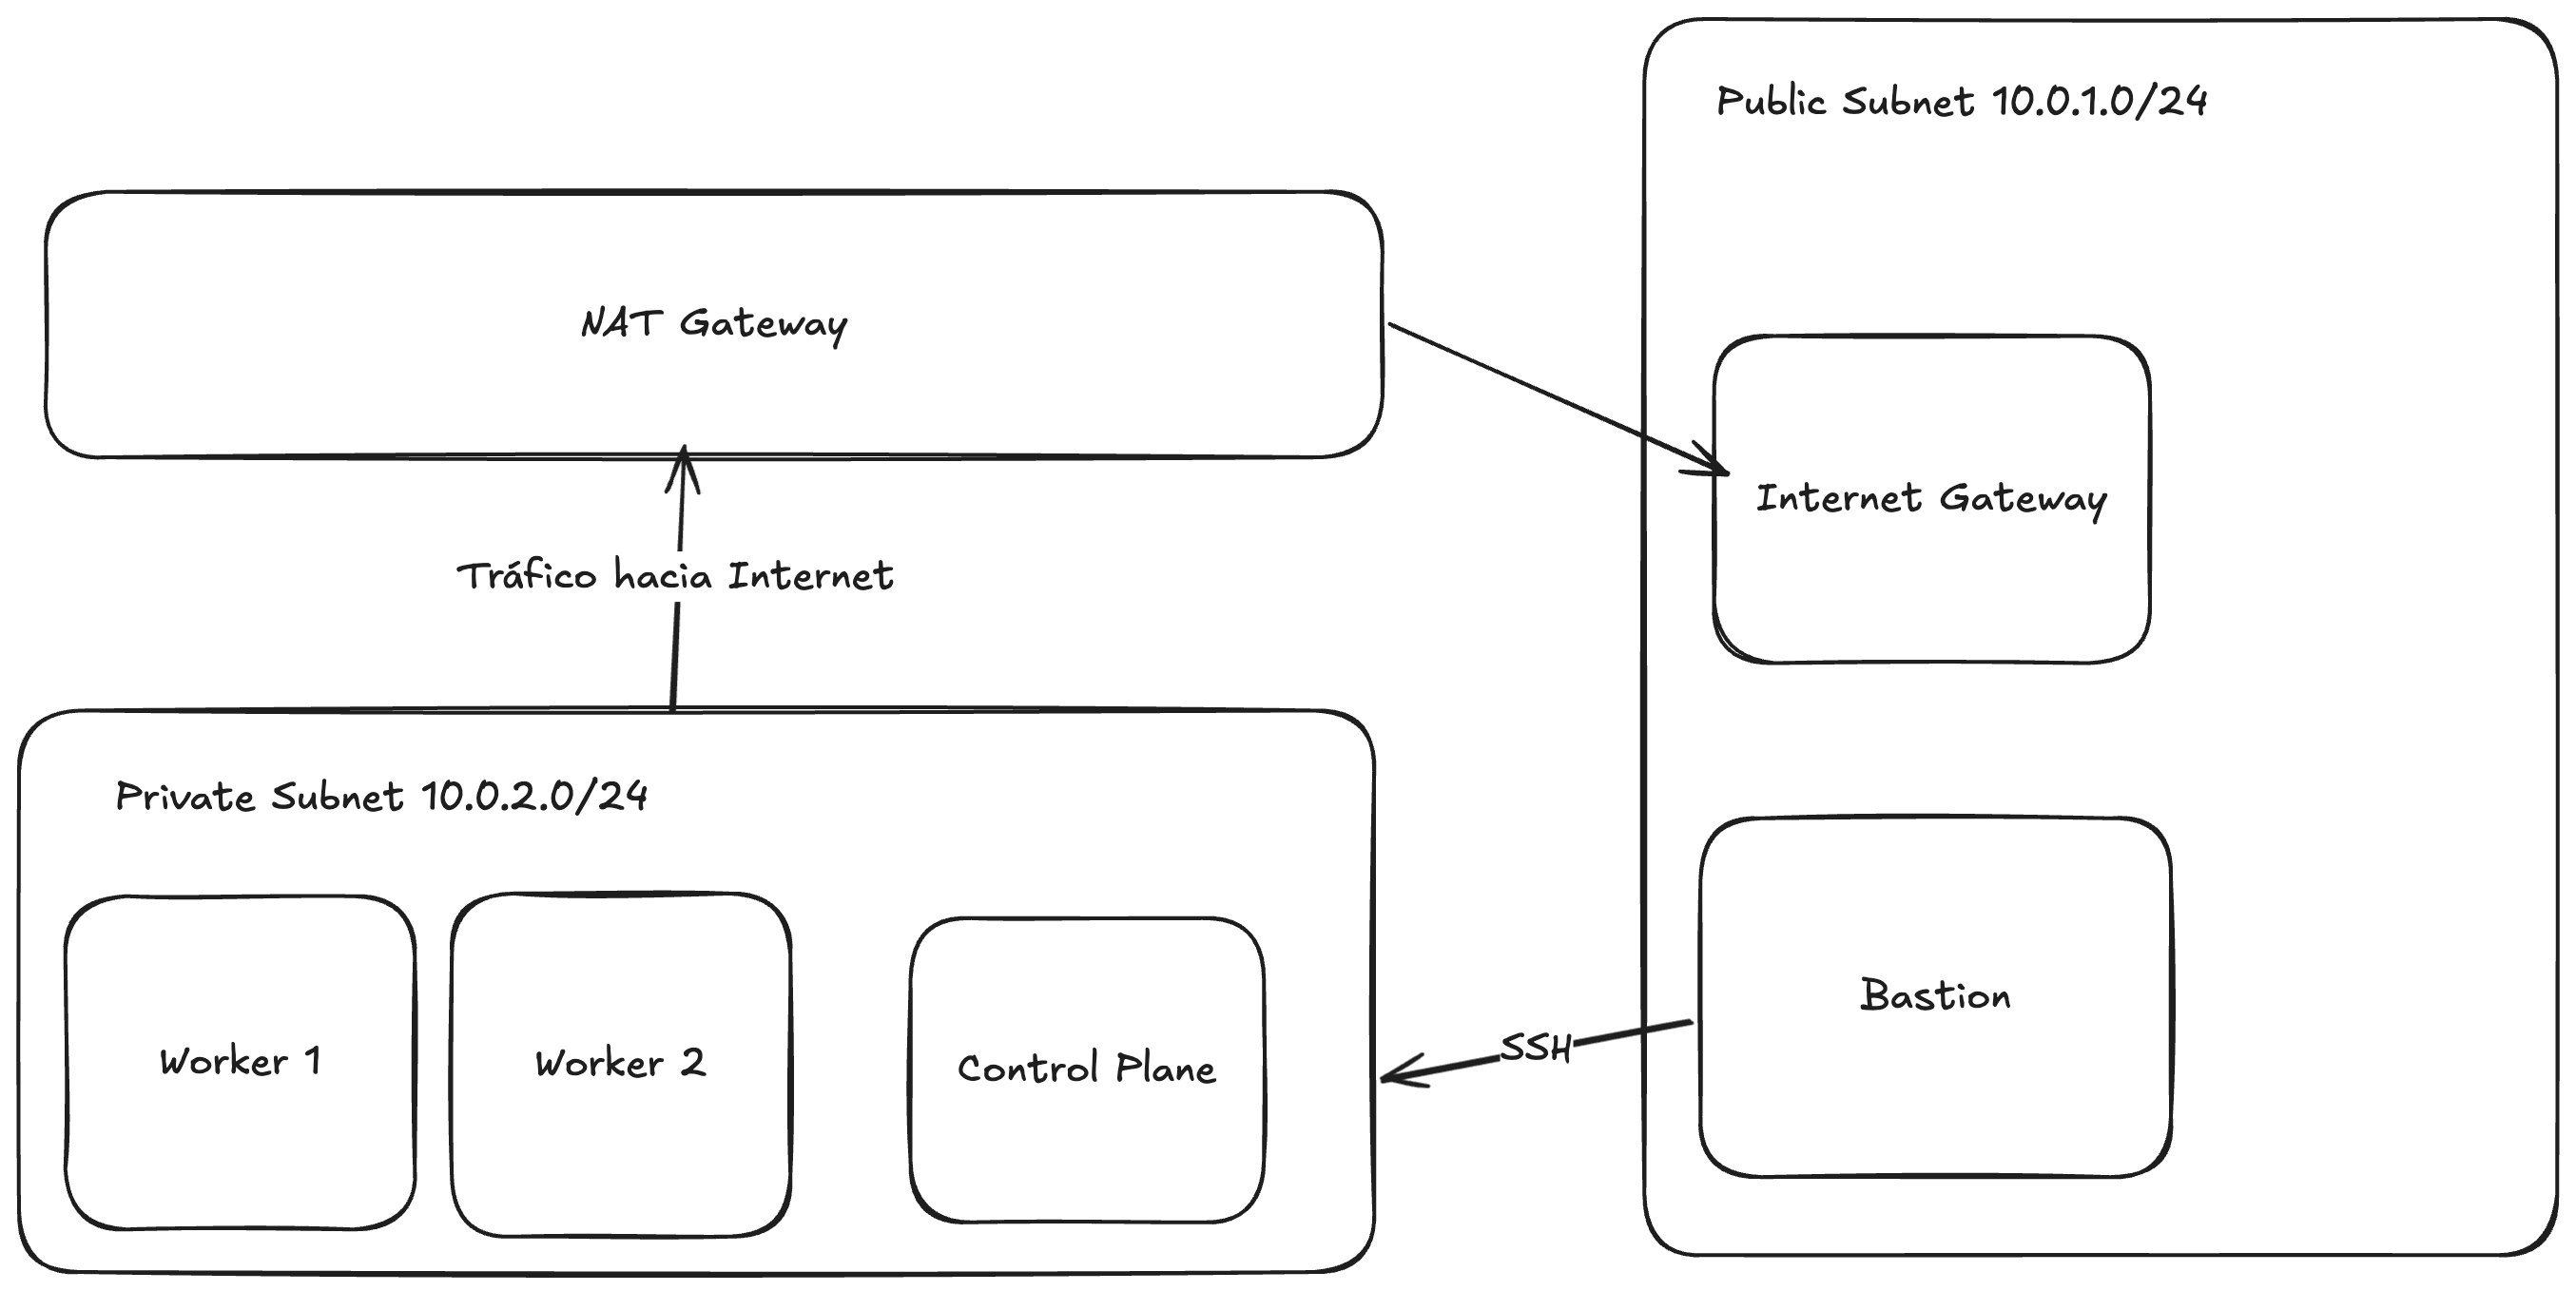 Public Subnet 10.0.1.0/24
NAT Gateway
Internet Gateway
Tráfico hacia Internet
Private Subnet 10.0.2.0/24
Worker 1
Worker 2
Control Plane
SSH
Bastion